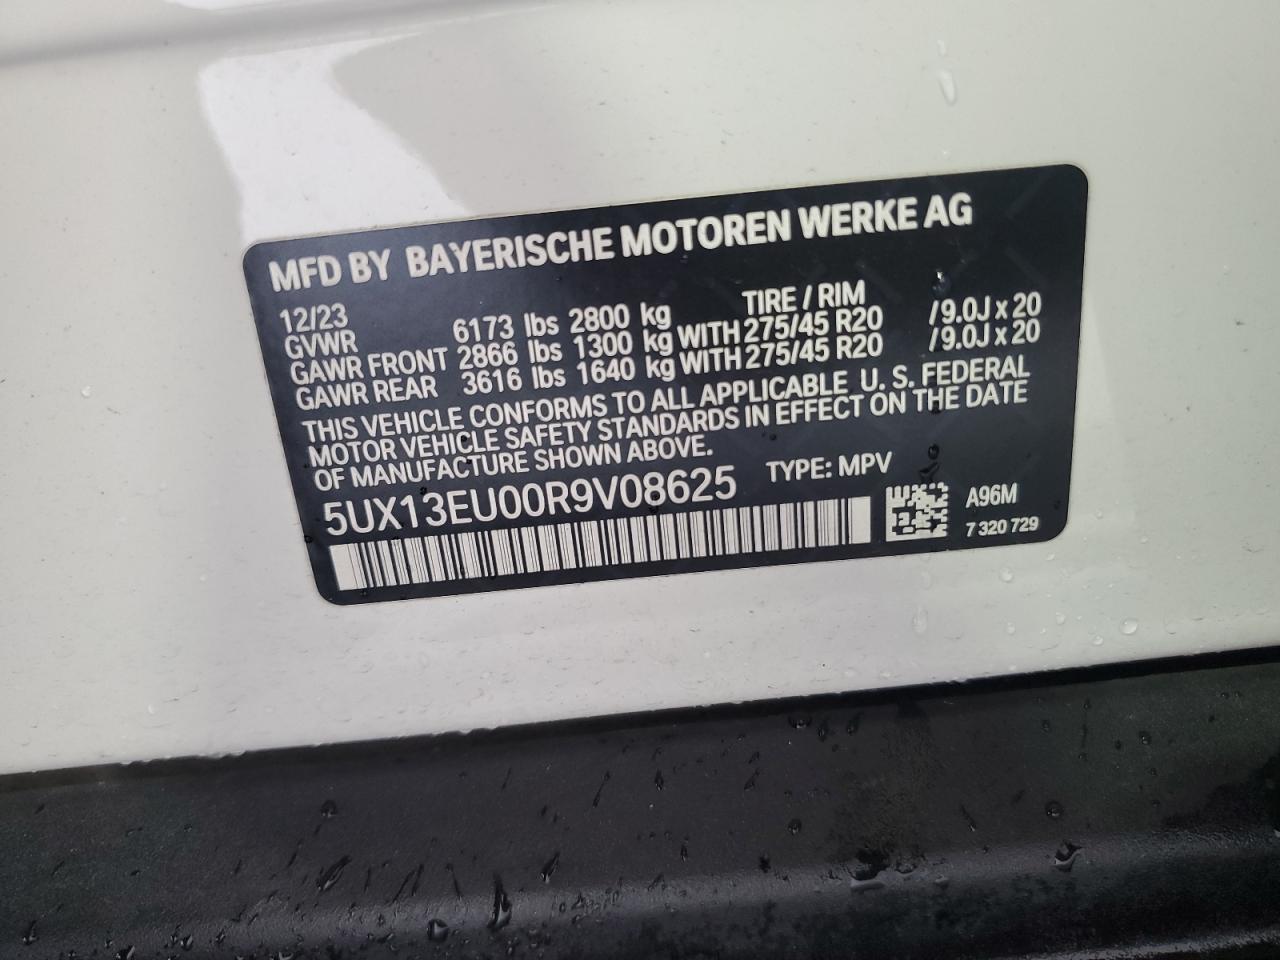 MFD BY BAYERISCHE MOTOREN WERKE AG
12/23 TIRE / RIM
GVWR 6173 lbs 2800 kg
GAWR FRONT 2866 lbs 1300 kg WITH 275/45 R20 /9.0J x 20
GAWR REAR 3616 lbs 1640 kg WITH 275/45 R20 /9.0J x 20
THIS VEHICLE CONFORMS TO ALL APPLICABLE U. S. FEDERAL
MOTOR VEHICLE SAFETY STANDARDS IN EFFECT ON THE DATE
OF MANUFACTURE SHOWN ABOVE.
5UX13EU00R9V08625 TYPE: MPV
A96M
7 320 729